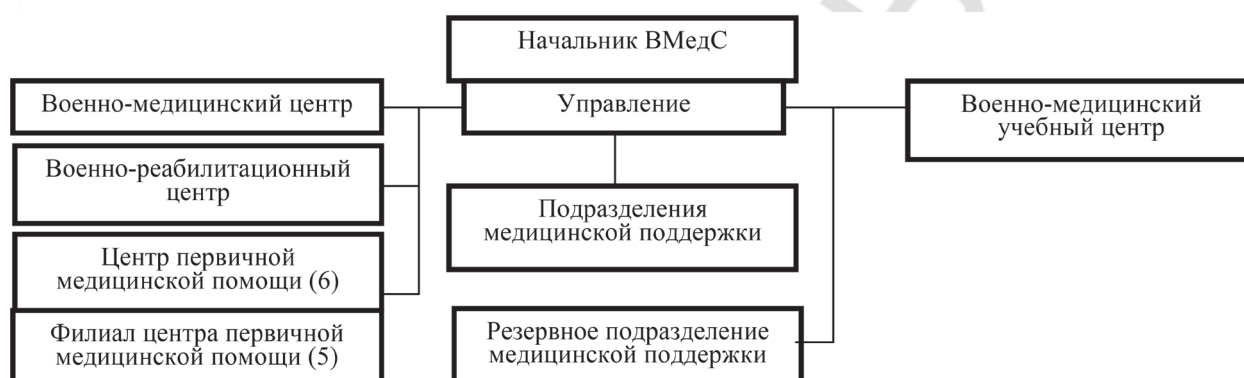 Начальник ВМедС
Управление
Военно-медицинский центр
Военно-реабилитационный
центр
Центр первичной
медицинской помощи (6)
Филиал центра первичной
медицинской помощи (5)
Подразделения
медицинской поддержки
Резервное подразделение
медицинской поддержки
Военно-медицинский
учебный центр